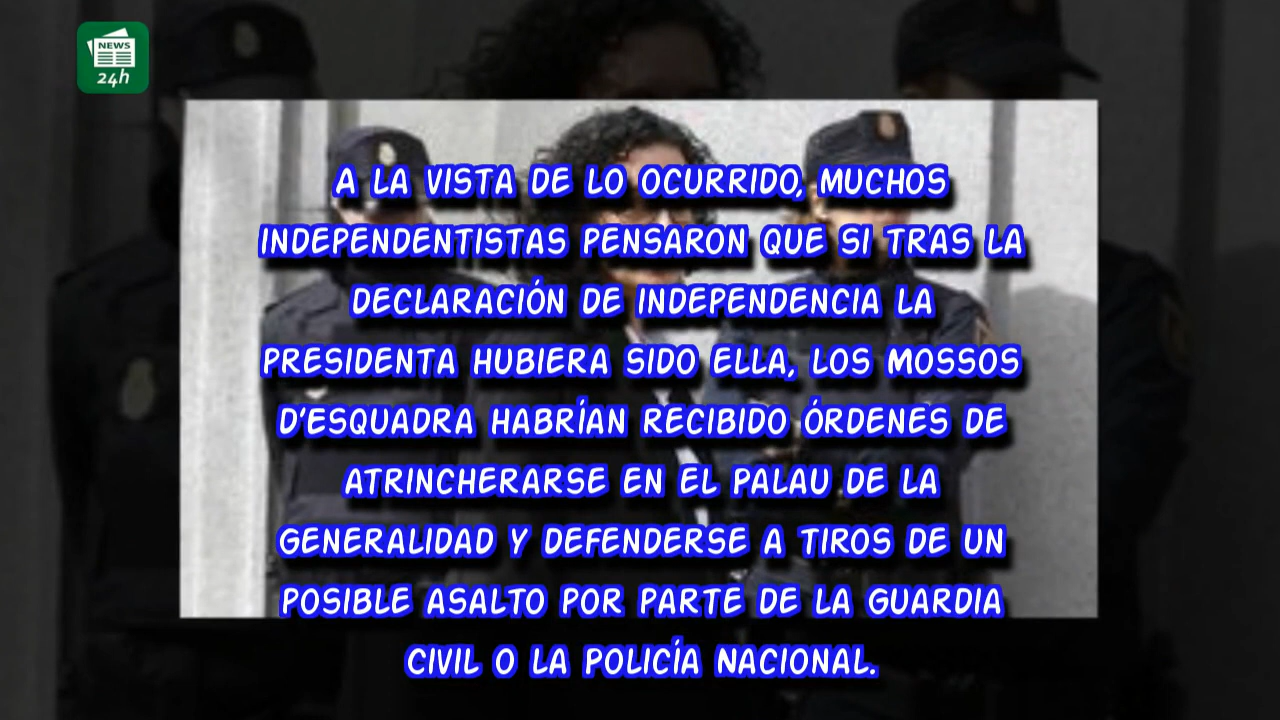 NEWS
24h
A LA VISTA DE LO OCURRIDO, MUCHOS
INDEPENDENTISTAS PENSARON QUE SI TRAS LA
DECLARACIÓN DE INDEPENDENCIA LA
PRESIDENTA HUBIERA SIDO ELLA, LOS MOSSOS
D'ESQUADRA HABRÍAN RECIBIDO ÓRDENES DE
ATRINCHERARSE EN EL PALAU DE LA
GENERALIDAD Y DEFENDERSE A TIROS DE UN
POSIBLE ASALTO POR PARTE DE LA GUARDIA
CIVIL O LA POLICÍA NACIONAL.